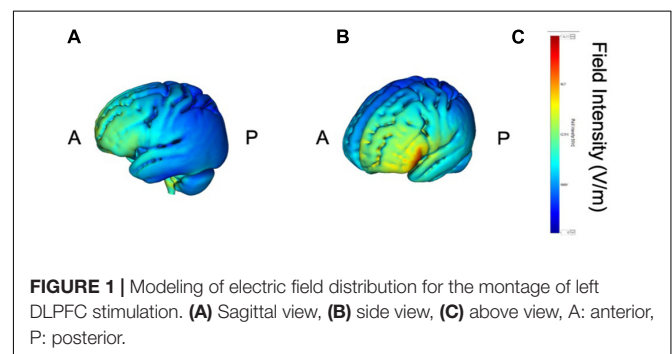 A
B
C
A
P
A
P
Field Intensity (V/m)
FIGURE 1 | Modeling of electric field distribution for the montage of left
DLPFC stimulation. (A) Sagittal view, (B) side view, (C) above view, A: anterior,
P: posterior.